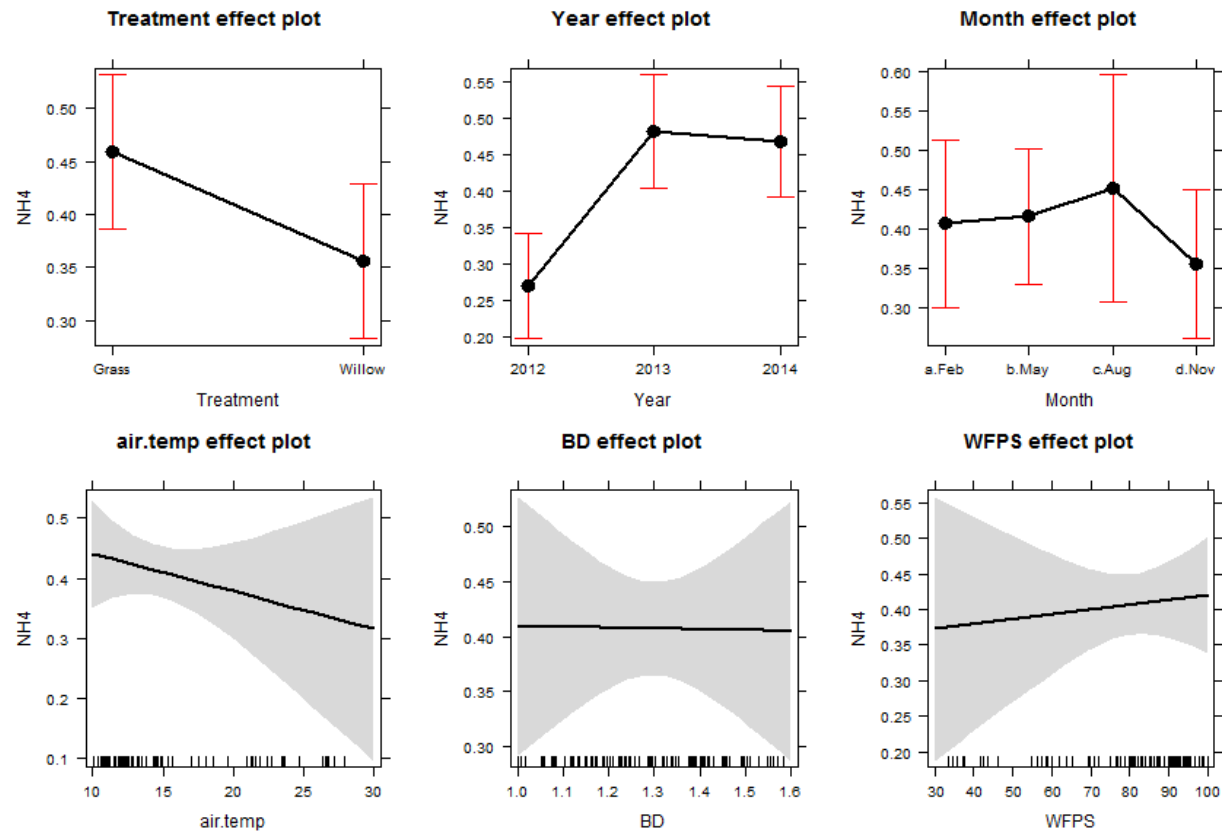 Treatment effect plot
NH4
0.50
0.45
0.40
0.35
0.30
Grass Willow
Treatment
Year effect plot
NH4
0.55
0.50
0.45
0.40
0.35
0.30
0.25
0.20
2012 2013 2014
Year
Month effect plot
NH4
0.60
0.55
0.50
0.45
0.40
0.35
0.30
a.Feb b.May c.Aug d.Nov
Month
air.temp effect plot
NH4
0.5
0.4
0.3
0.2
0.1
10 15 20 25 30
air.temp
BD effect plot
NH4
0.50
0.45
0.40
0.35
0.30
1.0 1.1 1.2 1.3 1.4 1.5 1.6
BD
WFPS effect plot
NH4
0.55
0.50
0.45
0.40
0.35
0.30
0.25
0.20
30 40 50 60 70 80 90 100
WFPS